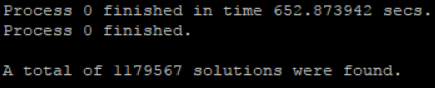 Process 0 finished in time 652.873942 secs.
Process 0 finished.
A total of 1179567 solutions were found.